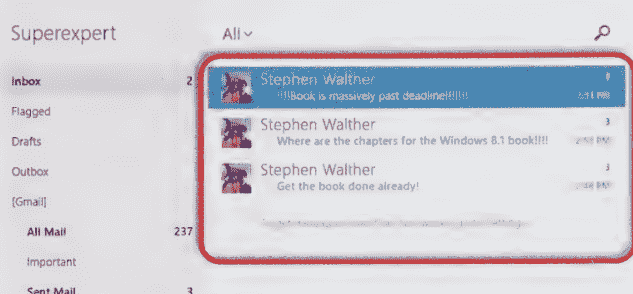 Superexpert
All
Inbox 2
Flagged
Drafts
Outbox
[Gmail]
All Mail 237
Important
Sent Mail 3
Stephen Walther
!!!!Book is massively past deadline!!!!!!!
Stephen Walther 3
Where are the chapters for the Windows 8.1 book!!!!
Stephen Walther 3
Get the book done already!